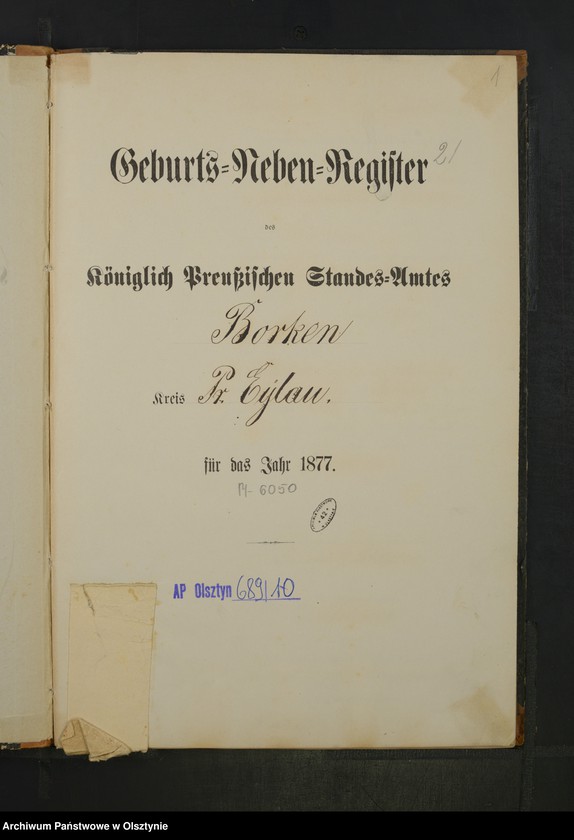 1
21
Geburts=Neben=Register
des
Königlich Preußischen Standes=Amtes
Borken
Kreis Pr. Eylau.
für das Jahr 1877.
M-6050
42
AP Olsztyn 689/10
Archiwum Państwowe w Olsztynie